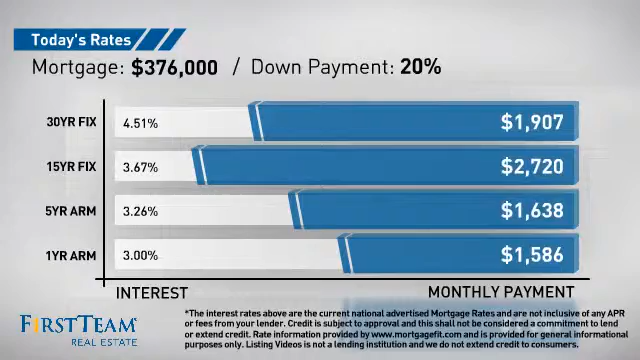 Today's Rates
Mortgage: $376,000 / Down Payment: 20%
30YR FIX 4.51% $1,907
15YR FIX 3.67% $2,720
5YR ARM 3.26% $1,638
1YR ARM 3.00% $1,586
INTEREST MONTHLY PAYMENT
FIRSTTEAM®
REAL ESTATE
*The interest rates above are the current national advertised Mortgage Rates and are not inclusive of any APR
or fees from your lender. Credit is subject to approval and this shall not be considered a commitment to lend
or extend credit. Rate information provided by www.mortgagefit.com and is provided for general informational
purposes only. Listing Videos is not a lending institution and we do not extend credit to consumers.